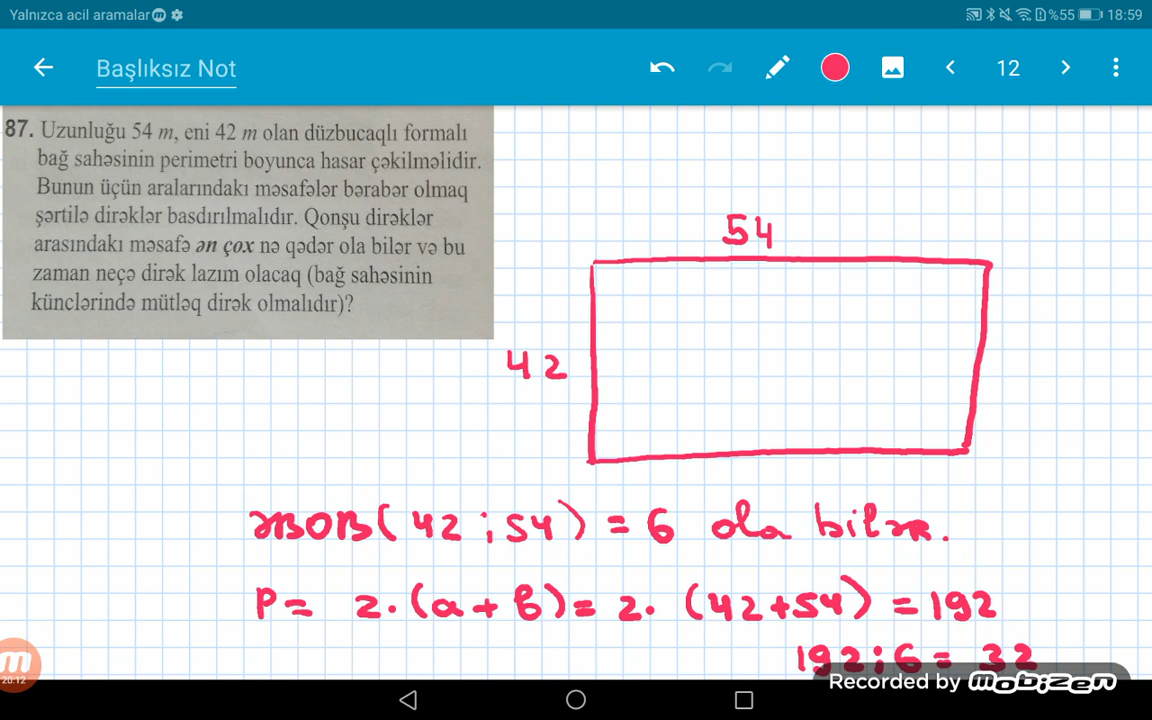 Yalnızca acil aramalar
%55 18:59
Başlıksız Not
12
87. Uzunluğu 54 m, eni 42 m olan düzbucaqlı formalı
bağ sahəsinin perimetri boyunca hasar çəkilməlidir.
Bunun üçün aralarındakı məsafələr bərabər olmaq
şərtilə dirəklər basdırılmalıdır. Qonşu dirəklər
arasındakı məsafə ən çox nə qədər ola bilər və bu
zaman neçə dirək lazım olacaq (bağ sahəsinin
künclərində mütləq dirək olmalıdır)?
54
42
ƏBOB(42;54)=6 ola bilər.
P= 2·(a+b)=2·(42+54)=192
192:6=32
20:12
Recorded by mobizen